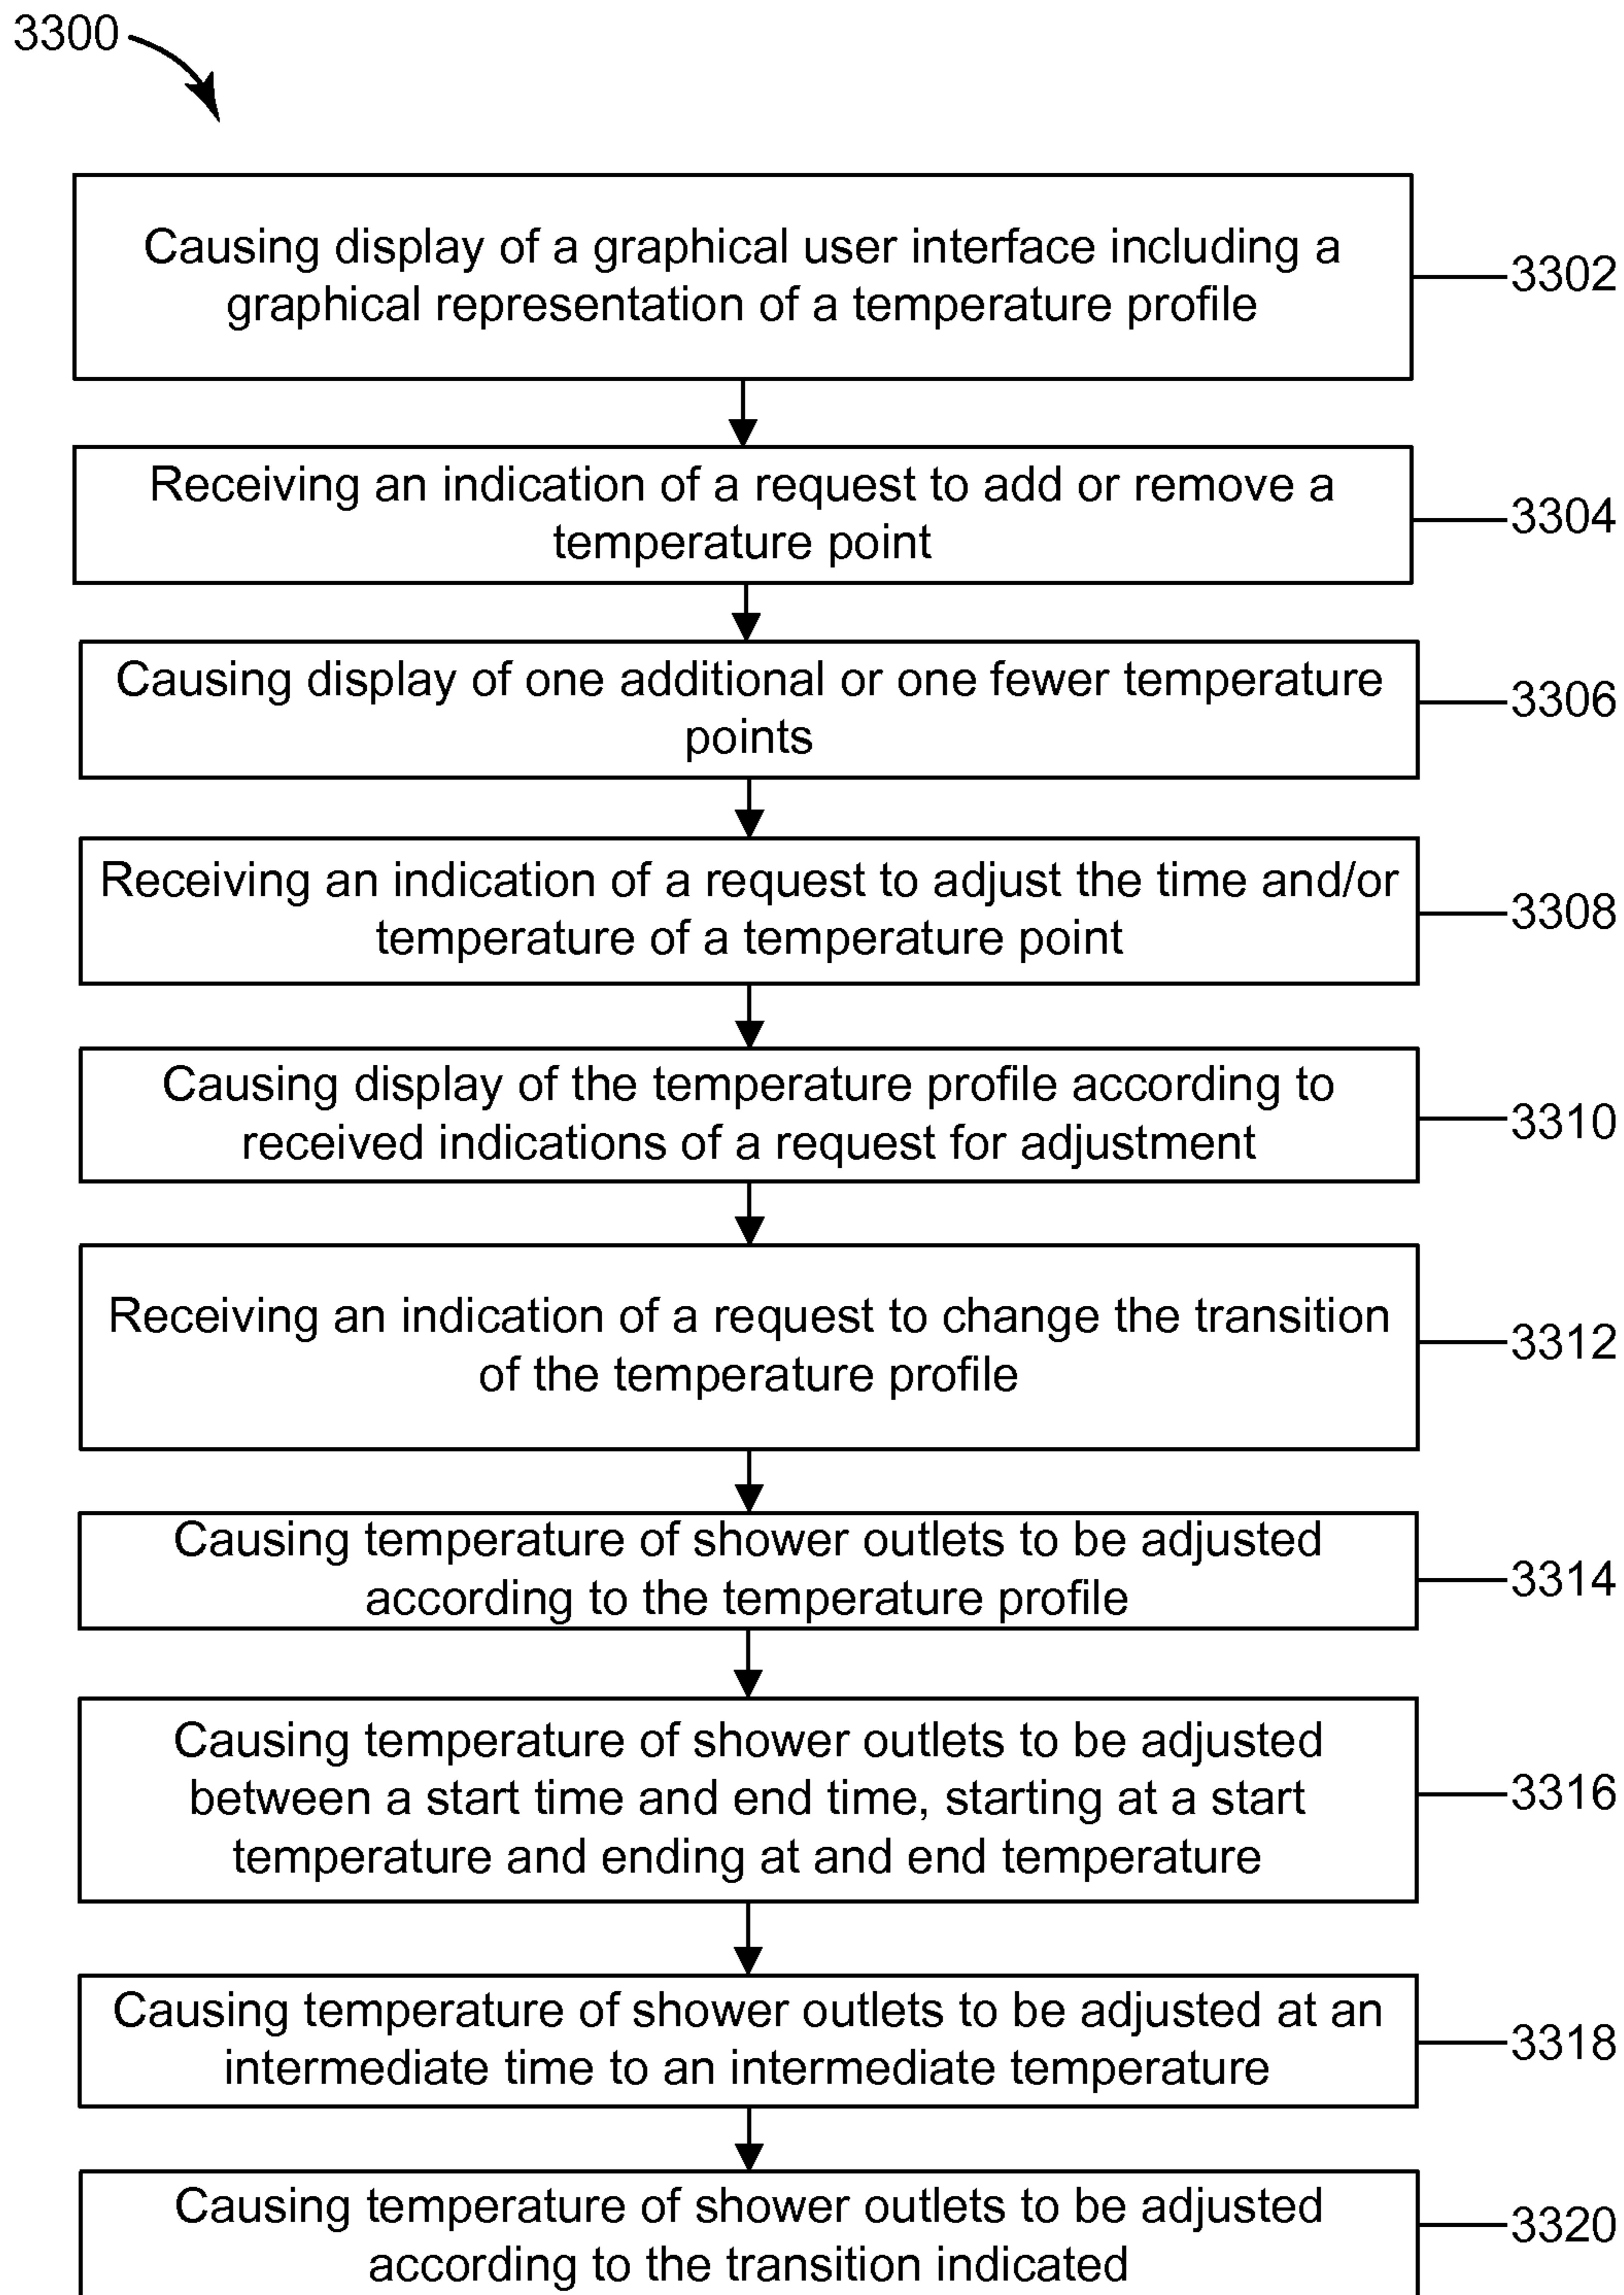 3300
Causing display of a graphical user interface including a
graphical representation of a temperature profile
3302
Receiving an indication of a request to add or remove a
temperature point
3304
Causing display of one additional or one fewer temperature
points
3306
Receiving an indication of a request to adjust the time and/or
temperature of a temperature point
3308
Causing display of the temperature profile according to
received indications of a request for adjustment
3310
Receiving an indication of a request to change the transition
of the temperature profile
3312
Causing temperature of shower outlets to be adjusted
according to the temperature profile
3314
Causing temperature of shower outlets to be adjusted
between a start time and end time, starting at a start
temperature and ending at and end temperature
3316
Causing temperature of shower outlets to be adjusted at an
intermediate time to an intermediate temperature
3318
Causing temperature of shower outlets to be adjusted
according to the transition indicated
3320